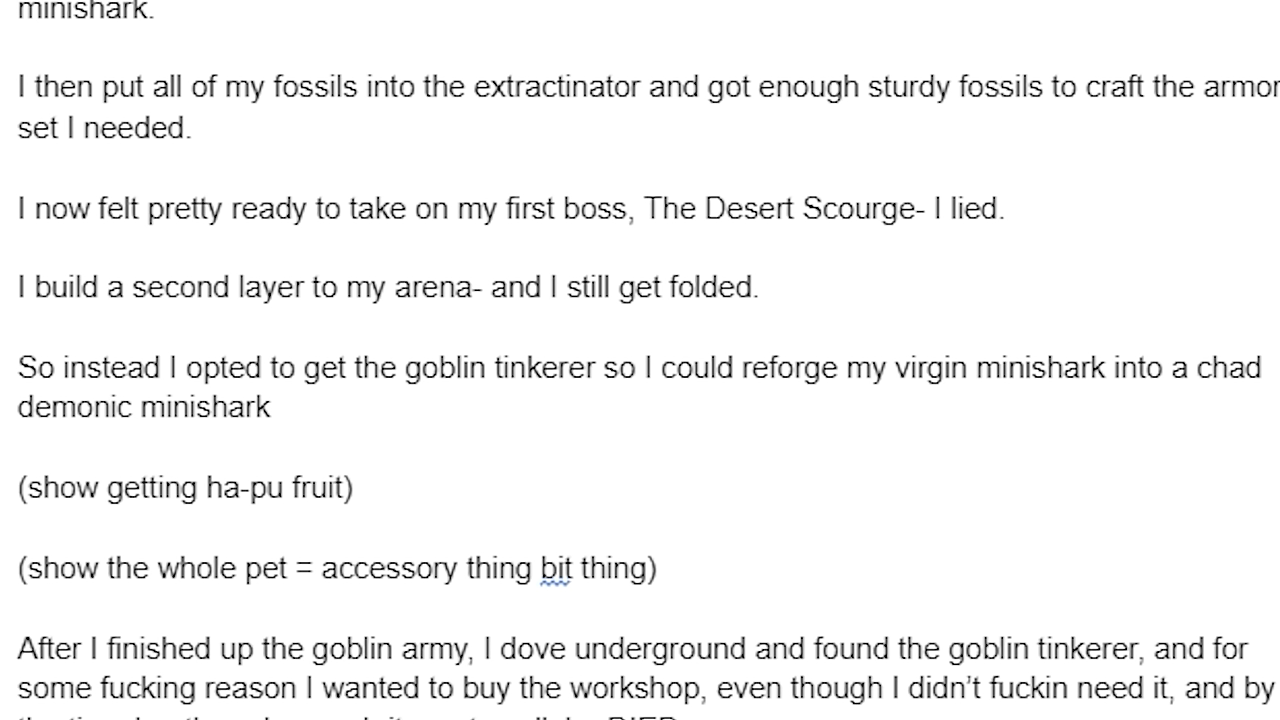 minishark.
I then put all of my fossils into the extractinator and got enough sturdy fossils to craft the armor
set I needed.
I now felt pretty ready to take on my first boss, The Desert Scourge- I lied.
I build a second layer to my arena- and I still get folded.
So instead I opted to get the goblin tinkerer so I could reforge my virgin minishark into a chad
demonic minishark
(show getting ha-pu fruit)
(show the whole pet = accessory thing bit thing)
After I finished up the goblin army, I dove underground and found the goblin tinkerer, and for
some fucking reason I wanted to buy the workshop, even though I didn’t fuckin need it, and by